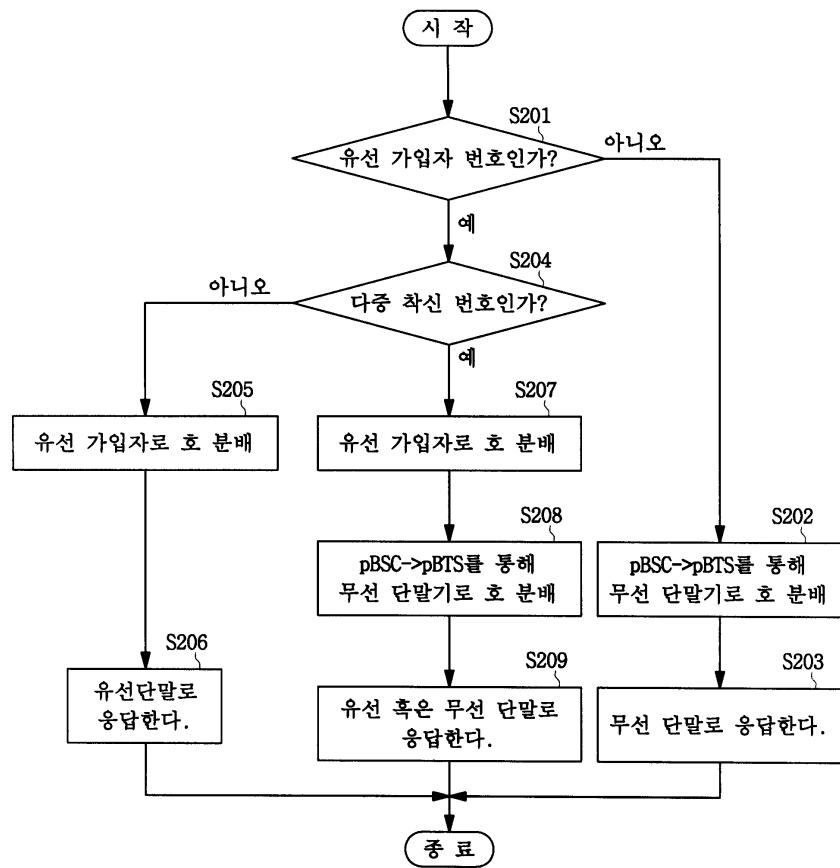 시 작
S201
유선 가입자 번호인가?
아니오
예
S204
다중 착신 번호인가?
아니오
예
S205
유선 가입자로 호 분배
S207
유선 가입자로 호 분배
S208
pBSC->pBTS를 통해
무선 단말기로 호 분배
S202
pBSC->pBTS를 통해
무선 단말기로 호 분배
S206
유선단말로
응답한다.
S209
유선 혹은 무선 단말로
응답한다.
S203
무선 단말로 응답한다.
종 료